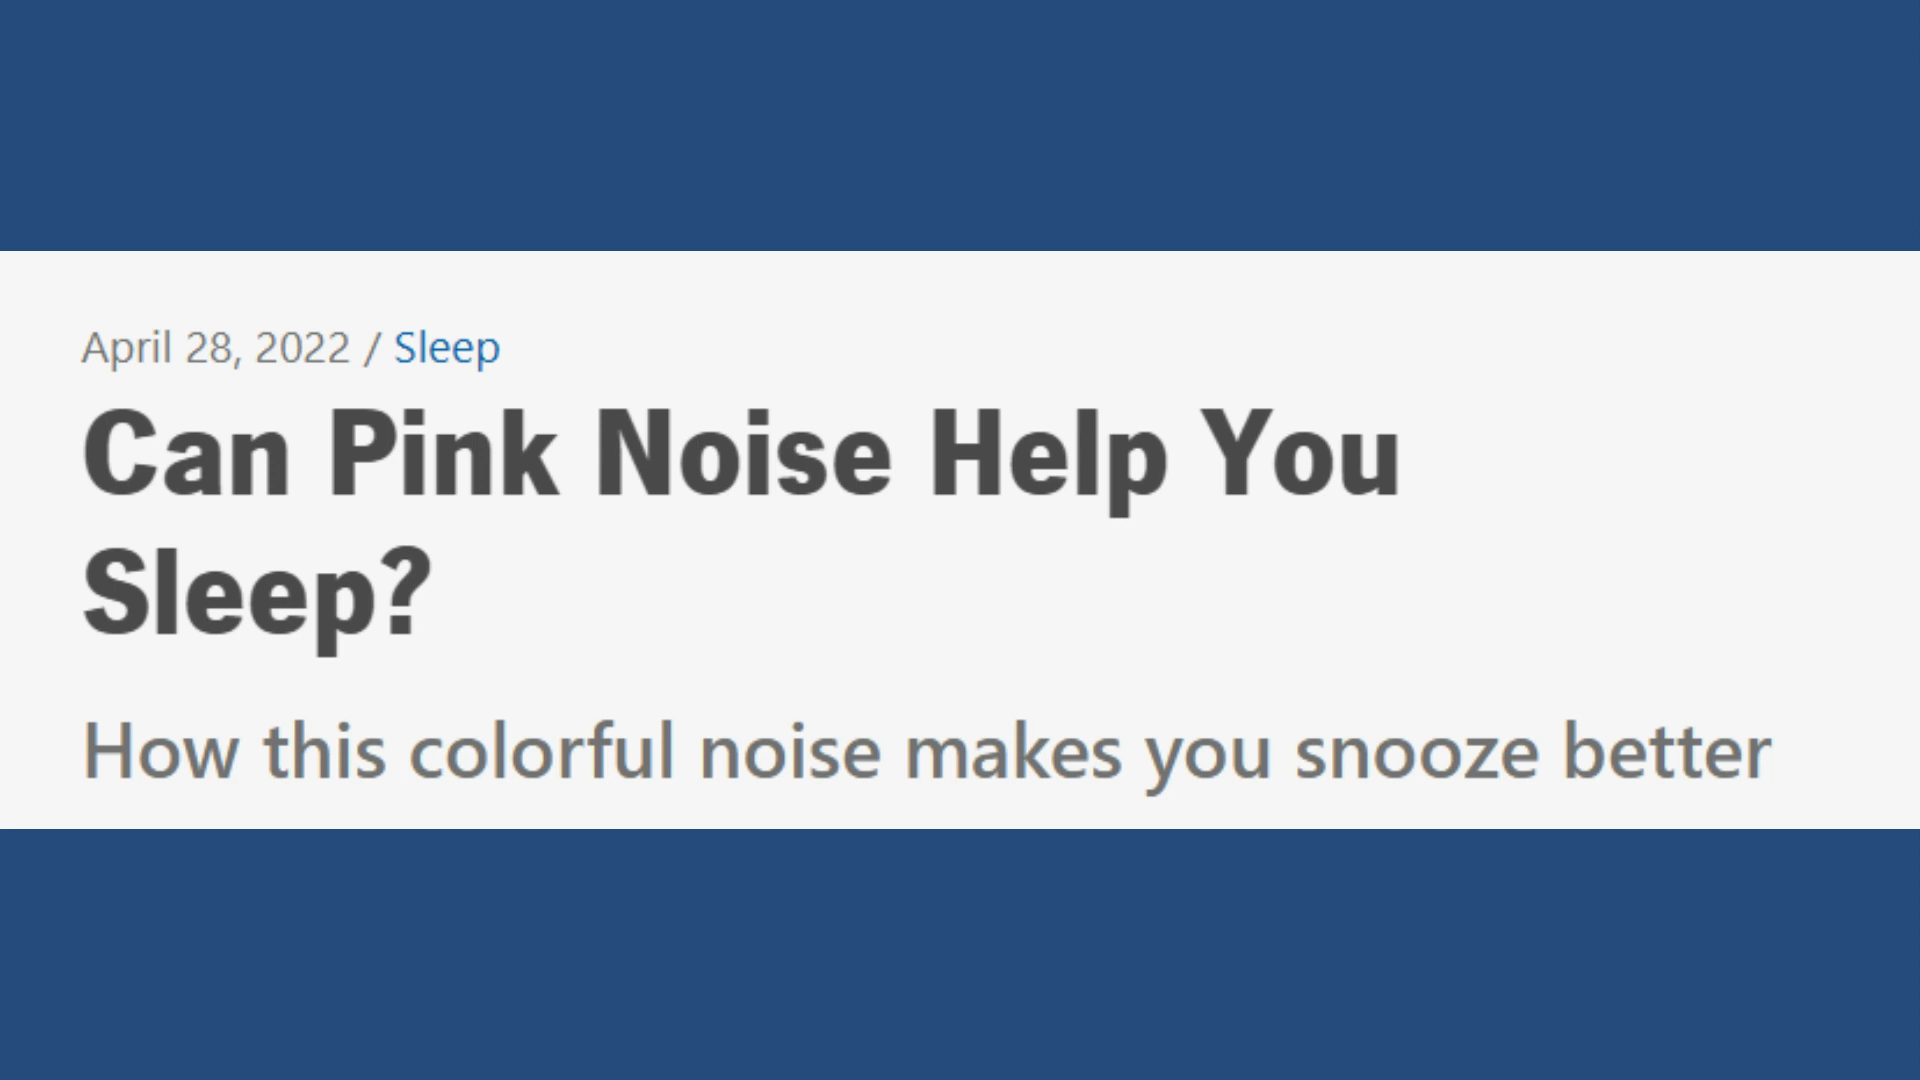 April 28, 2022 / Sleep
Can Pink Noise Help You
Sleep?
How this colorful noise makes you snooze better